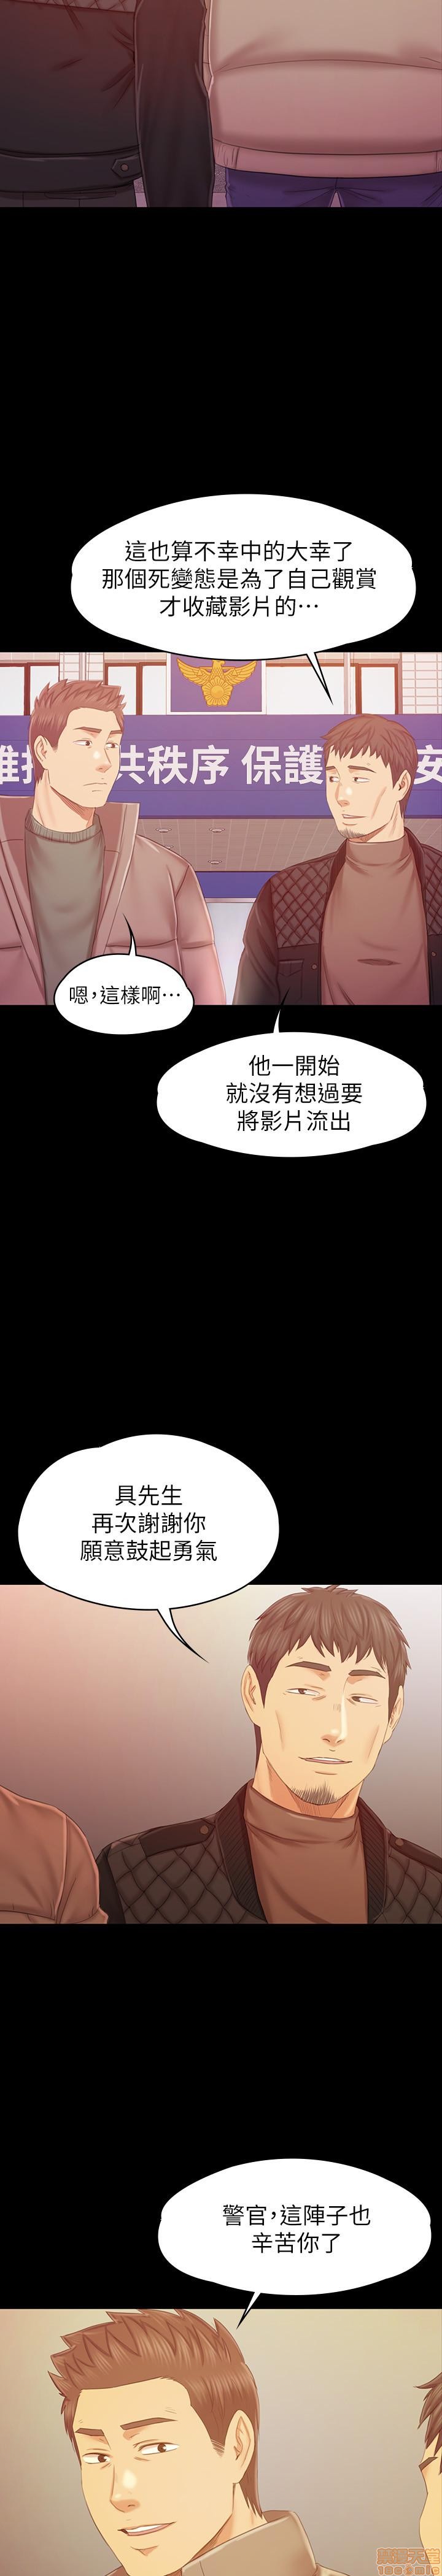 這也算不幸中的大幸了
那個死變態是為了自己觀賞
才收藏影片的…
共秩序 保護
安
嗯，這樣啊…
他一開始
就沒有想過要
將影片流出
具先生
再次謝謝你
願意鼓起勇氣
警官，這陣子也
辛苦你了